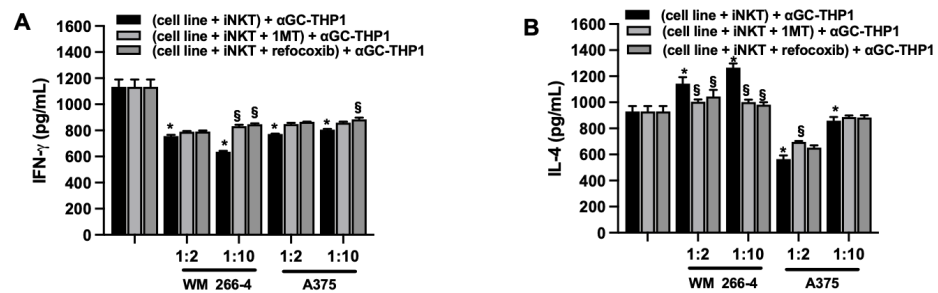 A
(cell line + iNKT) + αGC-THP1
(cell line + iNKT + 1MT) + αGC-THP1
(cell line + iNKT + refocoxib) + αGC-THP1
IFN-γ (pg/mL)
1600
1400
1200
1000
800
600
400
200
0
*
*
§ §
*
*
§
1:2 1:10 1:2 1:10
WM 266-4 A375
B
(cell line + iNKT) + αGC-THP1
(cell line + iNKT + 1MT) + αGC-THP1
(cell line + iNKT + refocoxib) + αGC-THP1
IL-4 (pg/mL)
1600
1400
1200
1000
800
600
400
200
0
*
§ §
*
§ §
*
§
*
1:2 1:10 1:2 1:10
WM 266-4 A375